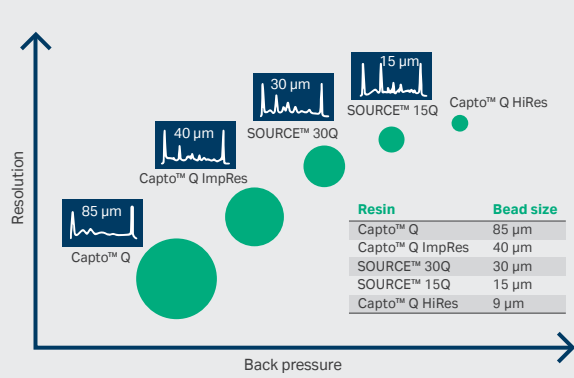 15 µm
Capto™ Q HiRes
30 µm
SOURCE™ 15Q
SOURCE™ 30Q
40 µm
Capto™ Q ImpRes
85 µm
Capto™ Q
Resolution
Resin Bead size
Capto™ Q 85 µm
Capto™ Q ImpRes 40 µm
SOURCE™ 30Q 30 µm
SOURCE™ 15Q 15 µm
Capto™ Q HiRes 9 µm
Back pressure